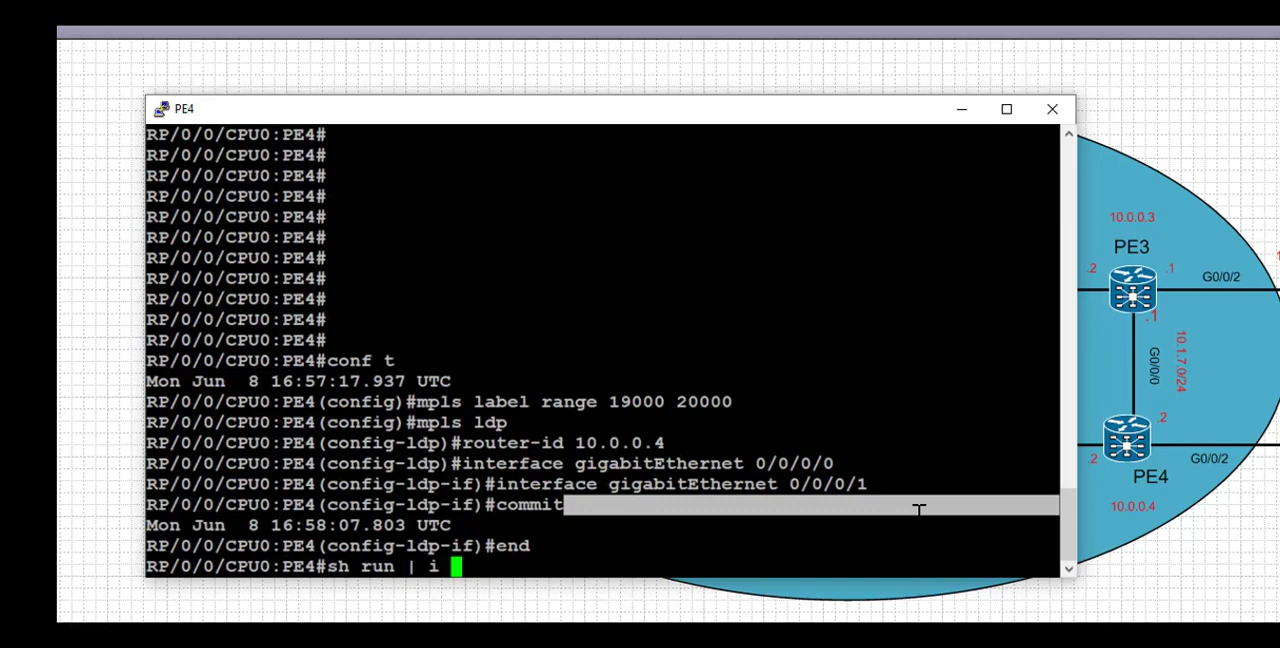 PE4
RP/0/0/CPU0:PE4#
RP/0/0/CPU0:PE4#
RP/0/0/CPU0:PE4#
RP/0/0/CPU0:PE4#
RP/0/0/CPU0:PE4#
RP/0/0/CPU0:PE4#
RP/0/0/CPU0:PE4#
RP/0/0/CPU0:PE4#
RP/0/0/CPU0:PE4#
RP/0/0/CPU0:PE4#
RP/0/0/CPU0:PE4#
RP/0/0/CPU0:PE4#conf t
Mon Jun  8 16:57:17.937 UTC
RP/0/0/CPU0:PE4(config)#mpls label range 19000 20000
RP/0/0/CPU0:PE4(config)#mpls ldp
RP/0/0/CPU0:PE4(config-ldp)#router-id 10.0.0.4
RP/0/0/CPU0:PE4(config-ldp)#interface gigabitEthernet 0/0/0/0
RP/0/0/CPU0:PE4(config-ldp-if)#interface gigabitEthernet 0/0/0/1
RP/0/0/CPU0:PE4(config-ldp-if)#commit
Mon Jun  8 16:58:07.803 UTC
RP/0/0/CPU0:PE4(config-ldp-if)#end
RP/0/0/CPU0:PE4#sh run | i
10.0.0.3
PE3
.2
.1
G0/0/2
.1
G0/0/0
10.1.7.0/24
.2
.2
G0/0/2
PE4
10.0.0.4